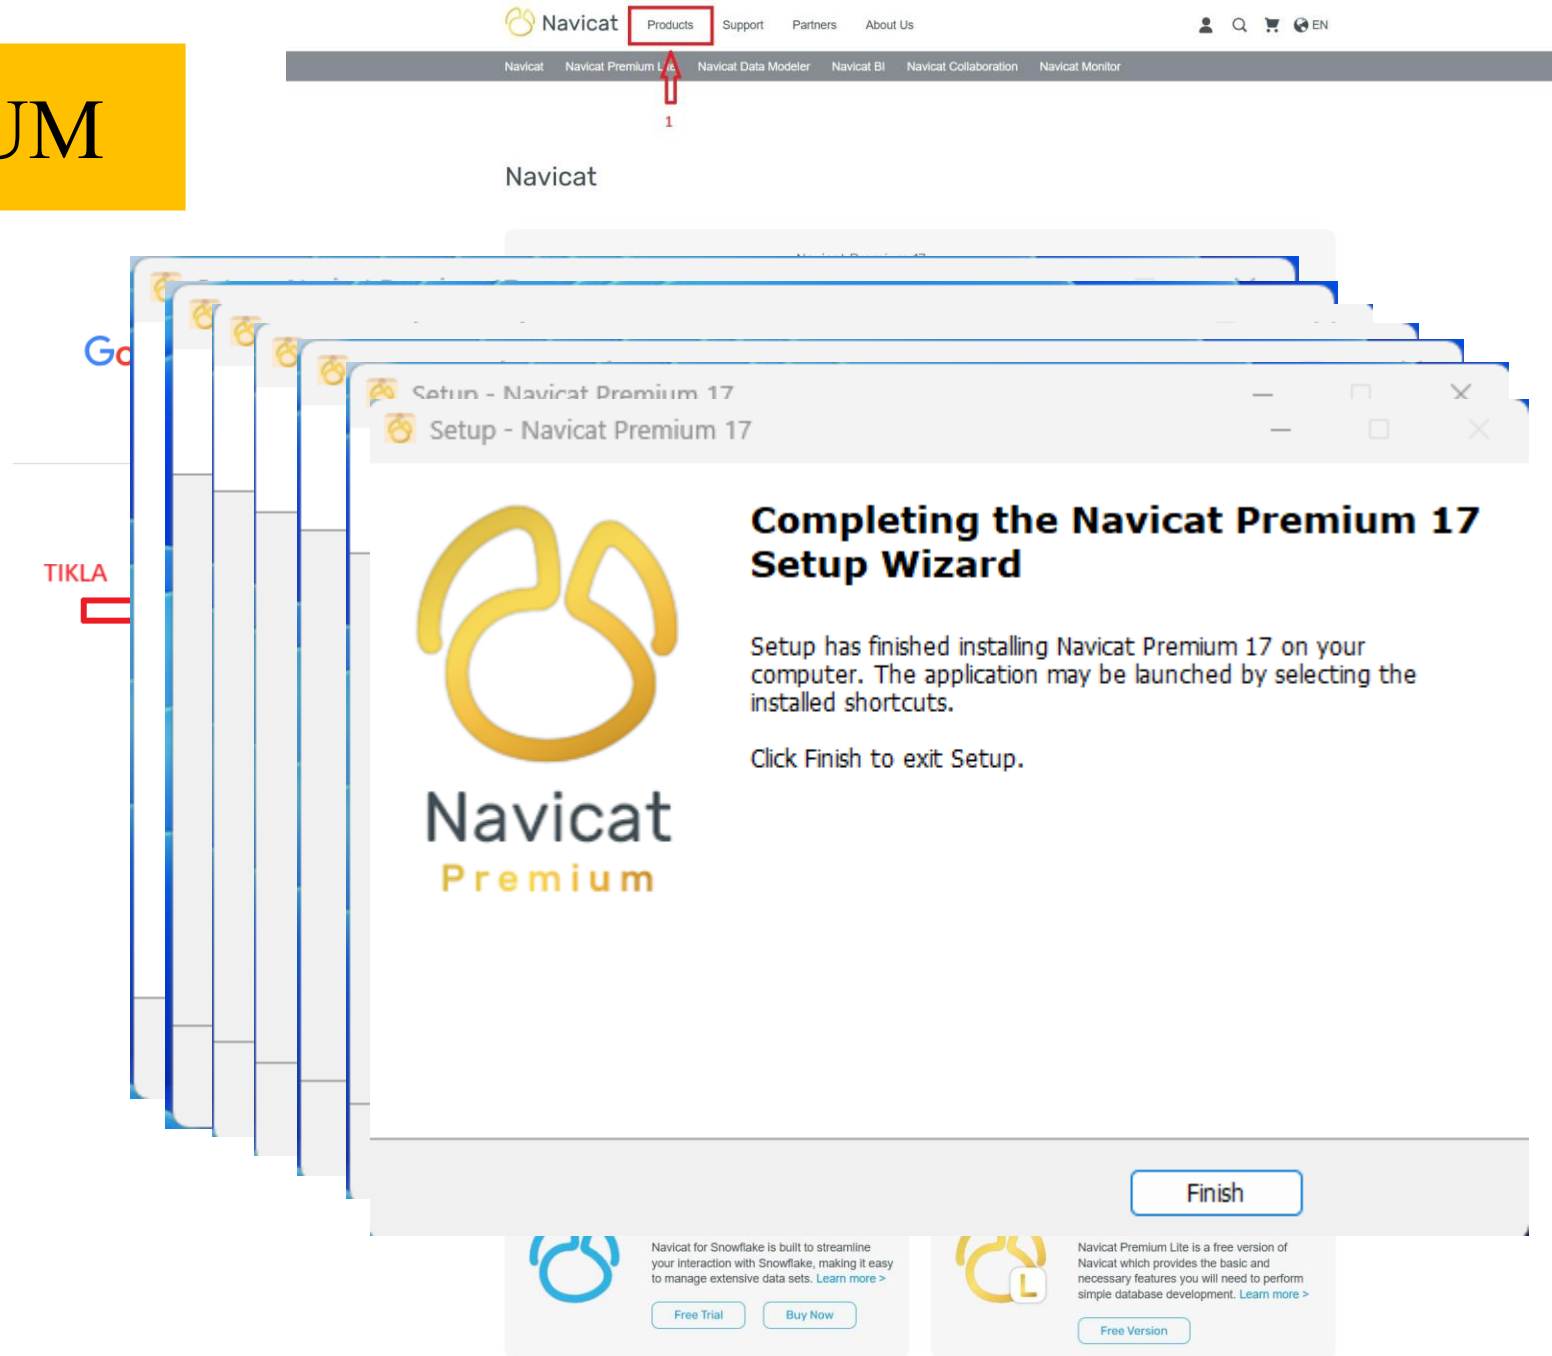 Navicat Products Support Partners About Us EN
Navicat Navicat Premium Navicat Data Modeler Navicat BI Navicat Collaboration Navicat Monitor
UM
1
Navicat
TIKLA
Setup - Navicat Premium 17
Setup - Navicat Premium 17
Completing the Navicat Premium 17
Setup Wizard
Setup has finished installing Navicat Premium 17 on your
computer. The application may be launched by selecting the
installed shortcuts.
Click Finish to exit Setup.
Navicat
Premium
Finish
Navicat for Snowflake is built to streamline
your interaction with Snowflake, making it easy
to manage extensive data sets. Learn more >
Free Trial Buy Now
Navicat Premium Lite is a free version of
Navicat which provides the basic and
necessary features you will need to perform
simple database development. Learn more >
L
Free Version